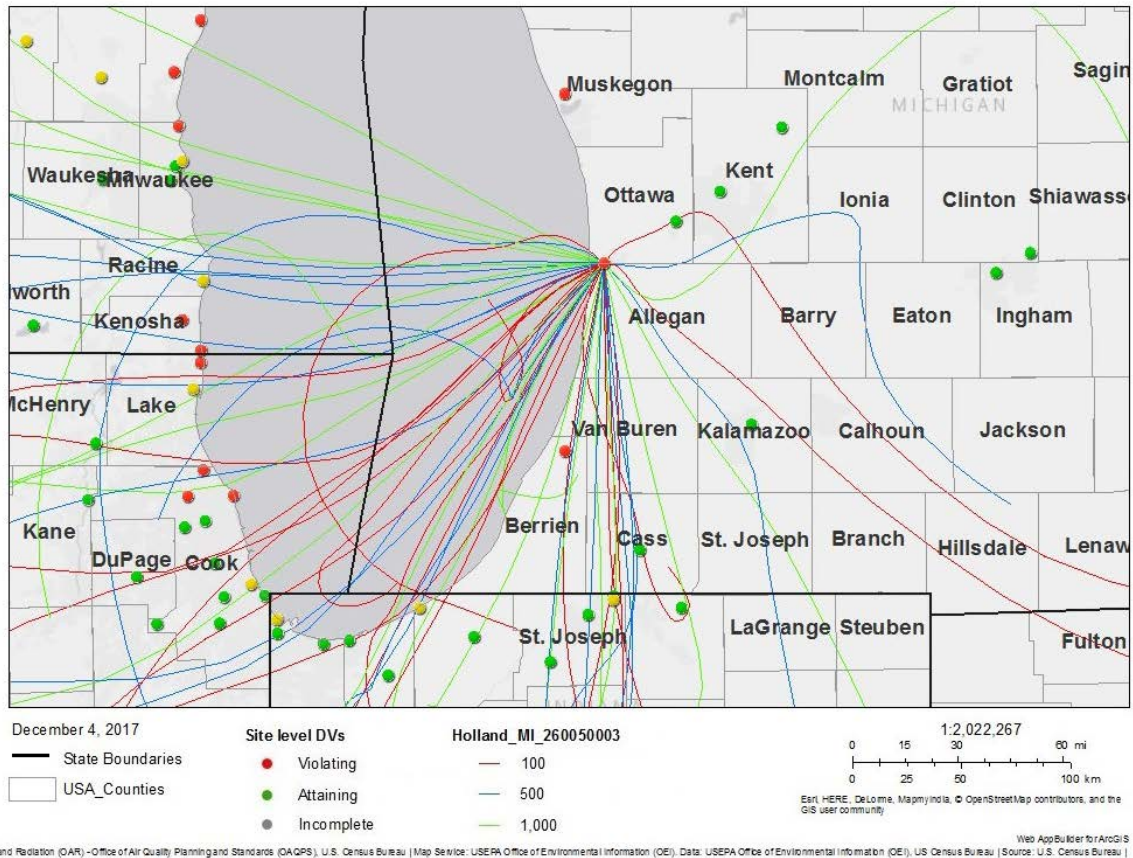 Muskegon
Montcalm
Gratiot
Sagin
MICHIGAN
Kent
Waukesha
Milwaukee
Ottawa
Ionia
Clinton
Shiawass
Racine
lworth
Kenosha
Allegan
Barry
Eaton
Ingham
McHenry
Lake
Van Buren
Kalamazoo
Calhoun
Jackson
Kane
Berrien
Cass
St. Joseph
Branch
Hillsdale
Lenaw
DuPage
Cook
St. Joseph
LaGrange
Steuben
Fulton
December 4, 2017
State Boundaries
USA_Counties
Site level DVs
Violating
Attaining
Incomplete
Holland_MI_260050003
100
500
1,000
1:2,022,267
0 15 30 60 mi
0 25 50 100 km
Esri, HERE, DeLorme, MapmyIndia, © OpenStreetMap contributors, and the
GIS user community
Web AppBuilder for ArcGIS
nd Radiation (OAR) - Office of Air Quality Planning and Standards (OAQPS), U.S. Census Bureau | Map Service: USEPA Office of Environmental Information (OEI). Data: USEPA Office of Environmental Information (OEI), US Census Bureau | Source: U.S. Census Bureau |